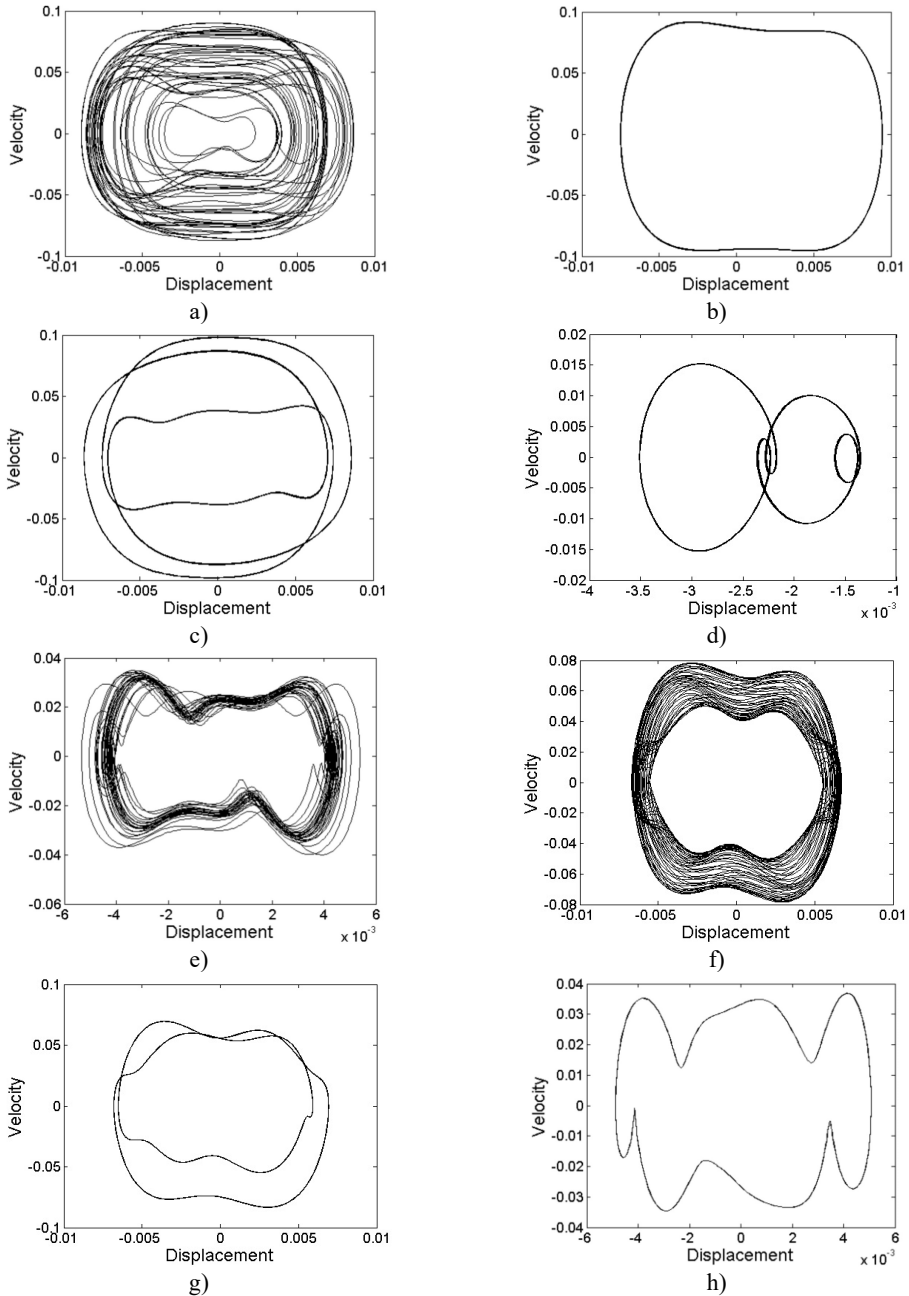 0.1
0.05
0
-0.05
-0.1
Velocity
-0.01 -0.005 0 0.005 0.01
Displacement
a)
0.1
0.05
0
-0.05
-0.1
Velocity
-0.01 -0.005 0 0.005 0.01
Displacement
b)
0.1
0.05
0
-0.05
-0.1
Velocity
-0.01 -0.005 0 0.005 0.01
Displacement
c)
0.02
0.015
0.01
0.005
0
-0.005
-0.01
-0.015
-0.02
Velocity
-4 -3.5 -3 -2.5 -2 -1.5 -1
Displacement x 10⁻³
d)
0.04
0.02
0
-0.02
-0.04
-0.06
Velocity
-6 -4 -2 0 2 4 6
Displacement x 10⁻³
e)
0.08
0.06
0.04
0.02
0
-0.02
-0.04
-0.06
-0.08
Velocity
-0.01 -0.005 0 0.005 0.01
Displacement
f)
0.1
0.05
0
-0.05
-0.1
Velocity
-0.01 -0.005 0 0.005 0.01
Displacement
g)
0.04
0.03
0.02
0.01
0
-0.01
-0.02
-0.03
-0.04
Velocity
-6 -4 -2 0 2 4 6
Displacement x 10⁻³
h)